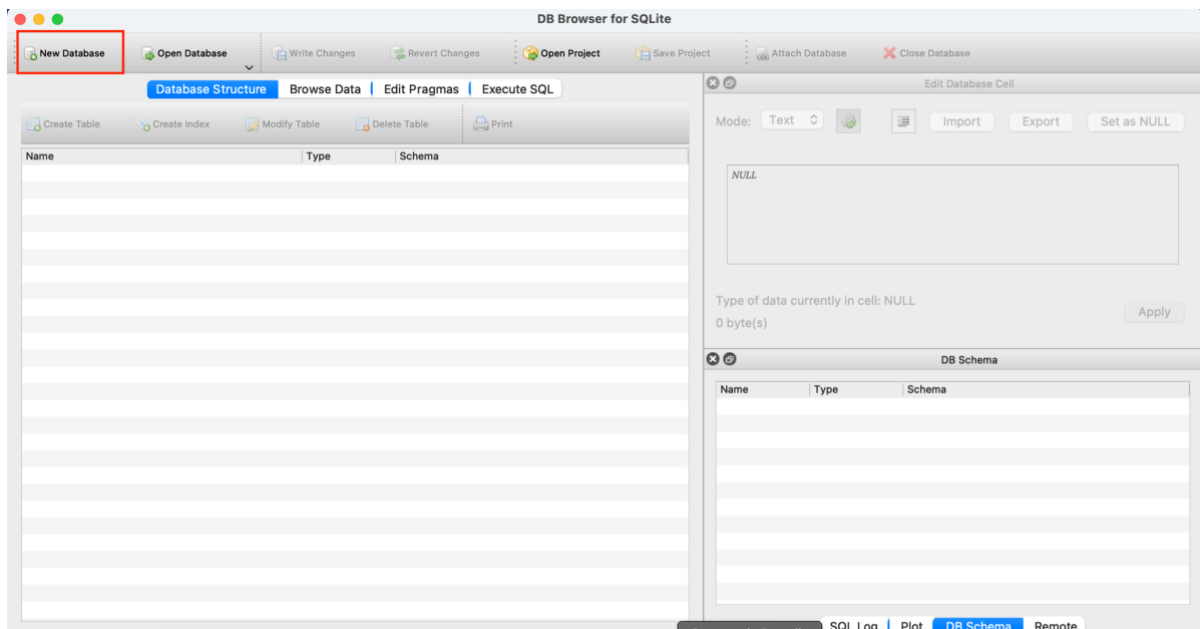 DB Browser for SQLite
New Database Open Database Write Changes Revert Changes Open Project Save Project Attach Database Close Database
Database Structure Browse Data Edit Pragmas Execute SQL
Create Table Create Index Modify Table Delete Table Print
Name Type Schema
Edit Database Cell
Mode: Text Import Export Set as NULL
NULL
Type of data currently in cell: NULL
0 byte(s)
Apply
DB Schema
Name Type Schema
SQL Log Plot DB Schema Remote